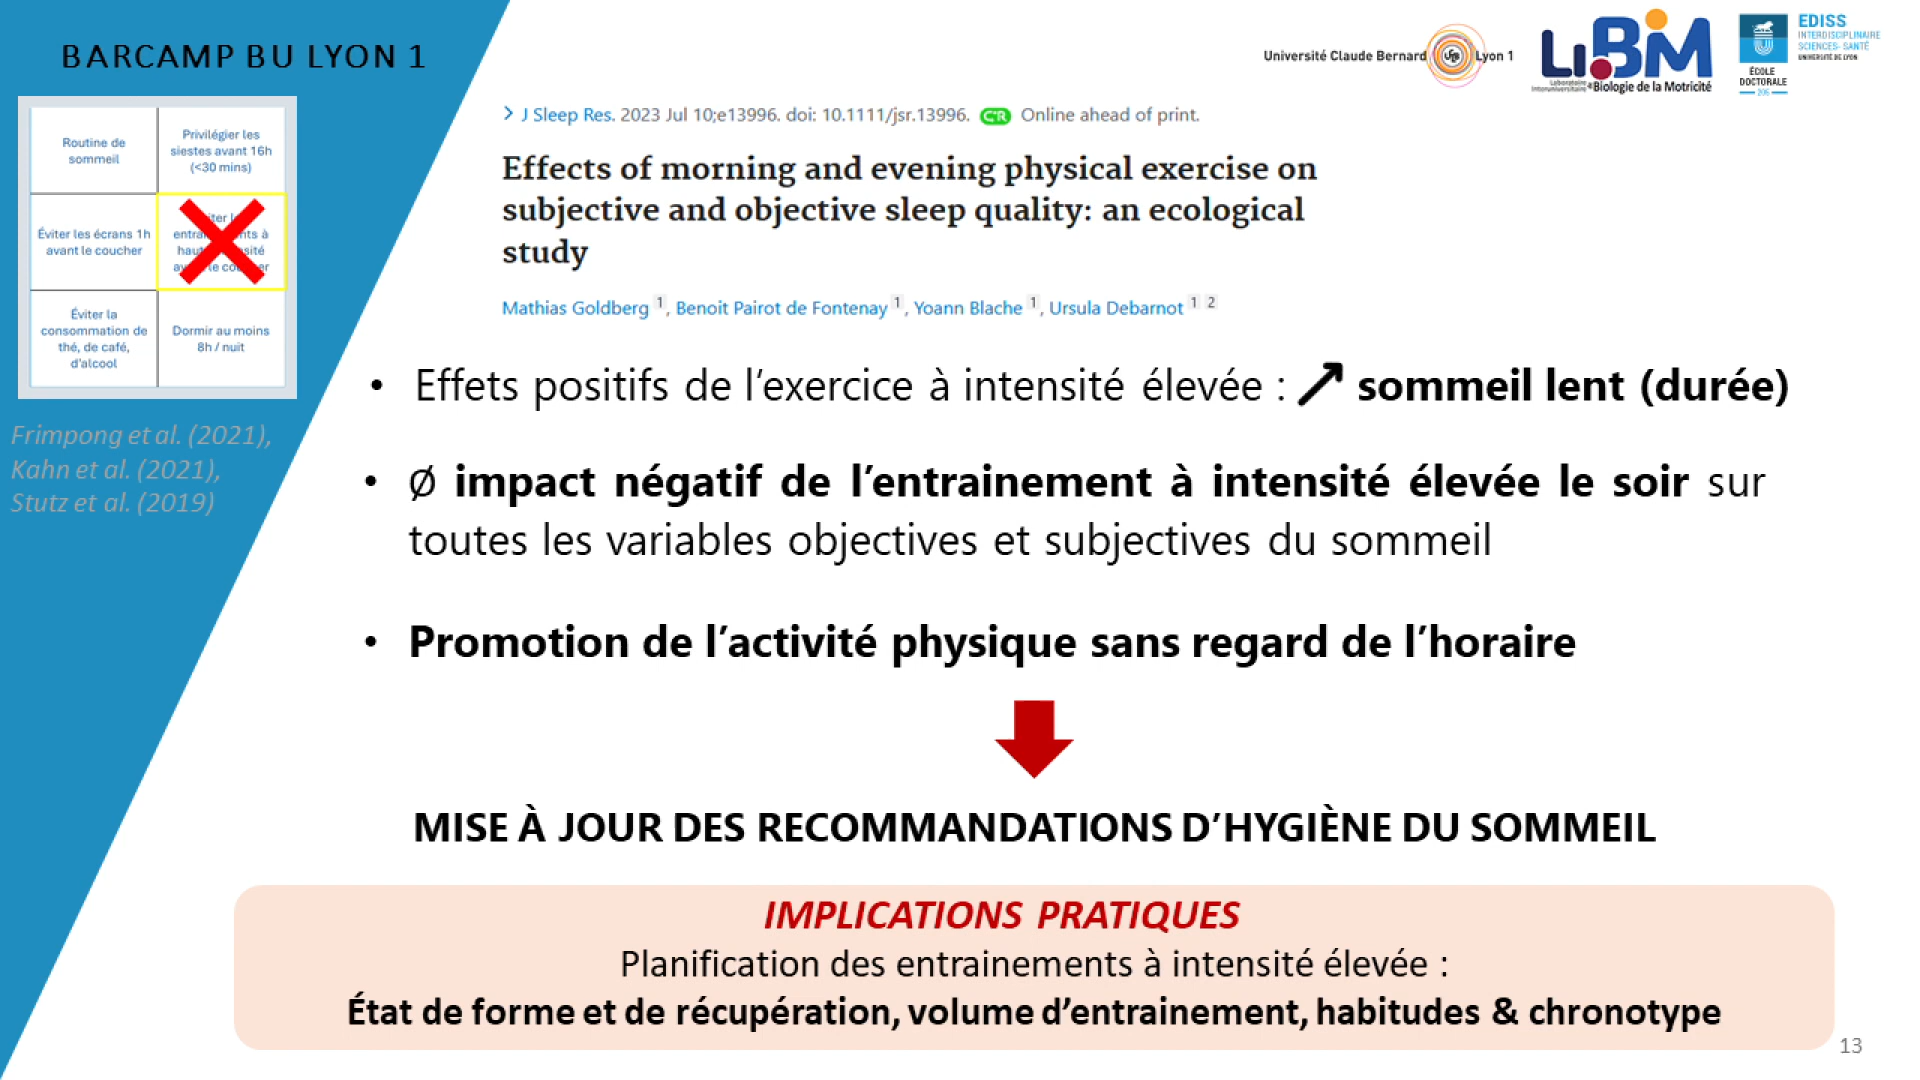 BARCAMP BU LYON 1
Routine de
sommeil
Privilégier les
siestes avant 16h
(<30 mins)
Éviter les écrans 1h
avant le coucher
Éviter la
consommation de
thé, de café,
d'alcool
Dormir au moins
8h / nuit
Frimpong et al. (2021),
Kahn et al. (2021),
Stutz et al. (2019)
Université Claude Bernard Lyon 1
LIBM
Laboratoire
Interuniversitaire de Biologie de la Motricité
ÉCOLE
DOCTORALE
205
EDISS
INTERDISCIPLINAIRE
SCIENCES-SANTÉ
UNIVERSITÉ DE LYON
> J Sleep Res. 2023 Jul 10;e13996. doi: 10.1111/jsr.13996. CR Online ahead of print.
Effects of morning and evening physical exercise on
subjective and objective sleep quality: an ecological
study
Mathias Goldberg 1, Benoit Pairot de Fontenay 1, Yoann Blache 1, Ursula Debarnot 1 2
• Effets positifs de l'exercice à intensité élevée : ↗ sommeil lent (durée)
• Ø impact négatif de l'entrainement à intensité élevée le soir sur
toutes les variables objectives et subjectives du sommeil
• Promotion de l'activité physique sans regard de l'horaire
MISE À JOUR DES RECOMMANDATIONS D'HYGIÈNE DU SOMMEIL
IMPLICATIONS PRATIQUES
Planification des entrainements à intensité élevée :
État de forme et de récupération, volume d'entrainement, habitudes & chronotype
13